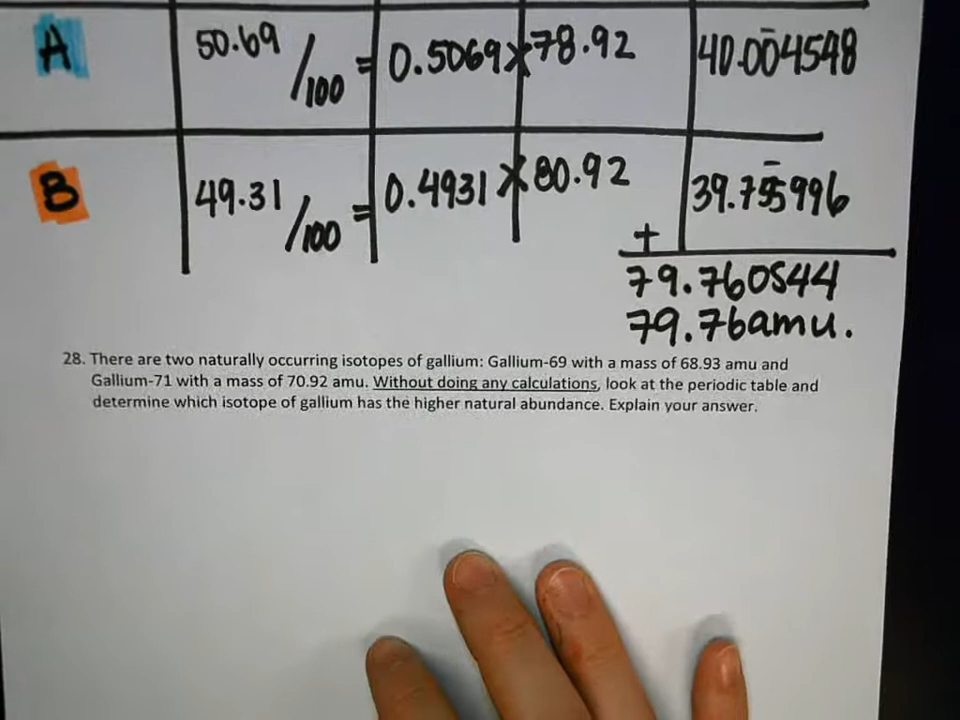 A 50.69 /100 = 0.5069 × 78.92 40.004548
B 49.31 /100 = 0.4931 × 80.92 39.755996
+
79.760544
79.76amu.
28. There are two naturally occurring isotopes of gallium: Gallium-69 with a mass of 68.93 amu and
Gallium-71 with a mass of 70.92 amu. Without doing any calculations, look at the periodic table and
determine which isotope of gallium has the higher natural abundance. Explain your answer.